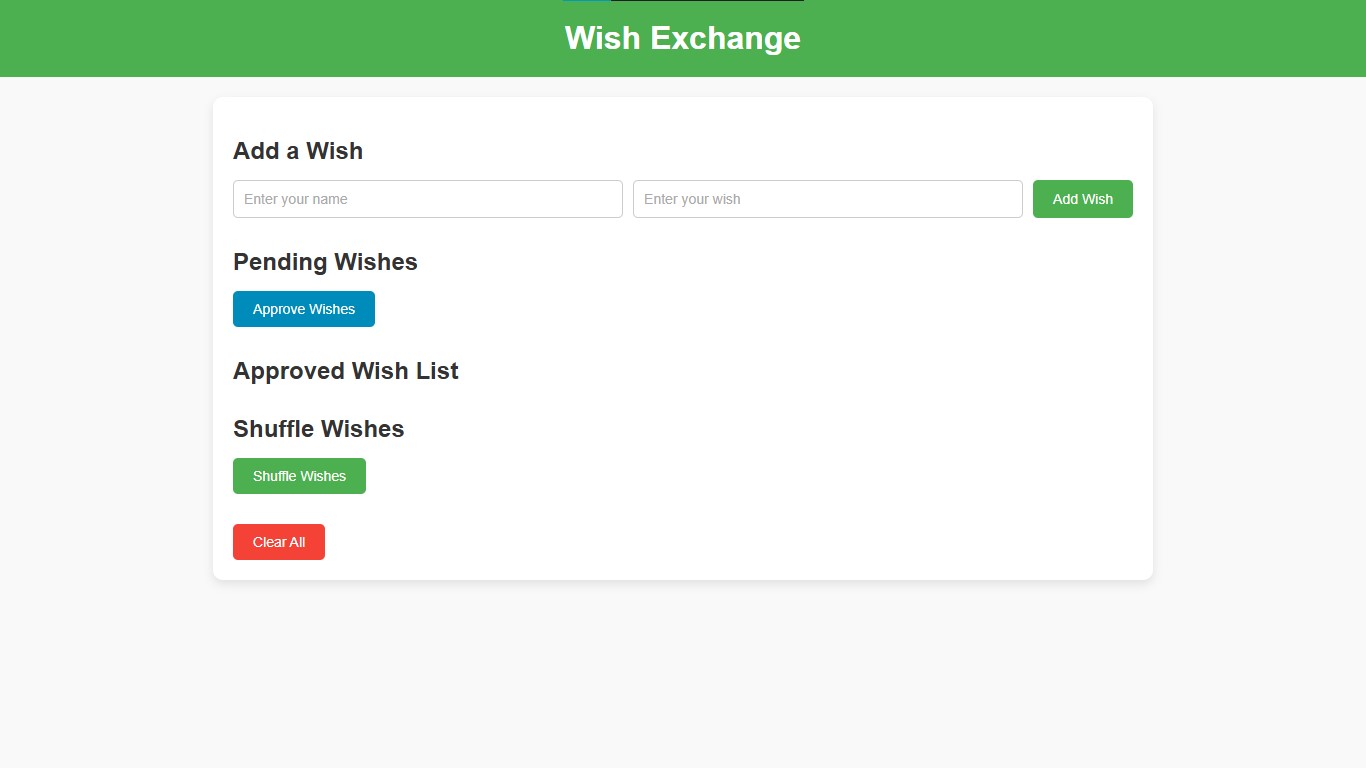 Wish Exchange
Add a Wish
Enter your name Enter your wish Add Wish
Pending Wishes
Approve Wishes
Approved Wish List
Shuffle Wishes
Shuffle Wishes
Clear All